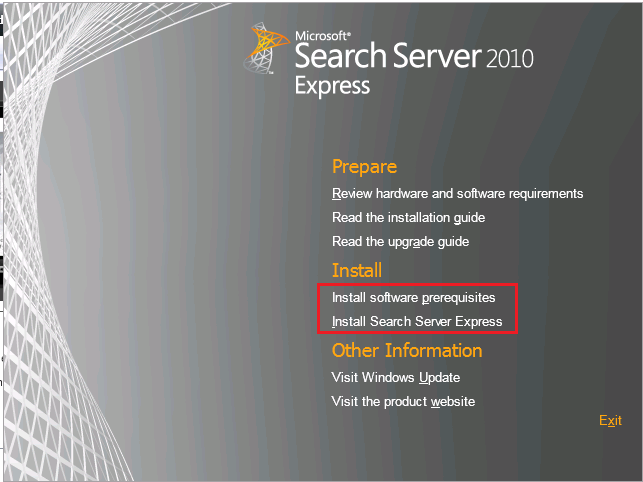 Microsoft®
Search Server 2010
Express
Prepare
Review hardware and software requirements
Read the installation guide
Read the upgrade guide
Install
Install software prerequisites
Install Search Server Express
Other Information
Visit Windows Update
Visit the product website
Exit